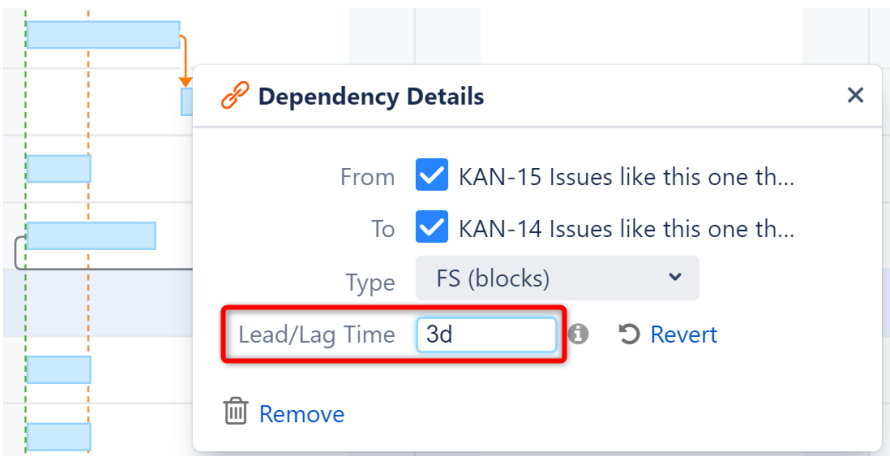 Dependency Details
From KAN-15 Issues like this one th...
To KAN-14 Issues like this one th...
Type FS (blocks)
Lead/Lag Time 3d Revert
Remove